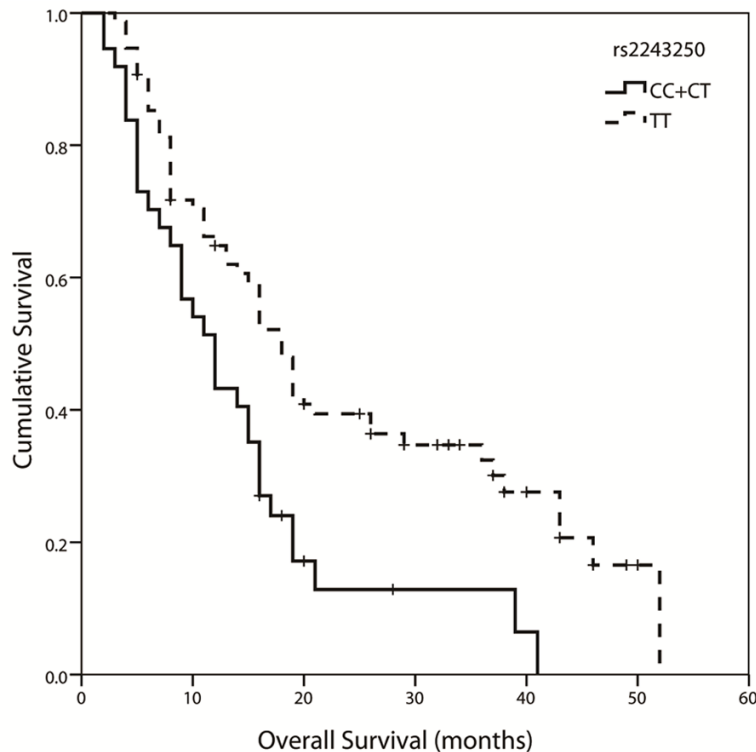 rs2243250
CC+CT
TT
Cumulative Survival
1.0
0.8
0.6
0.4
0.2
0.0
0 10 20 30 40 50 60
Overall Survival (months)